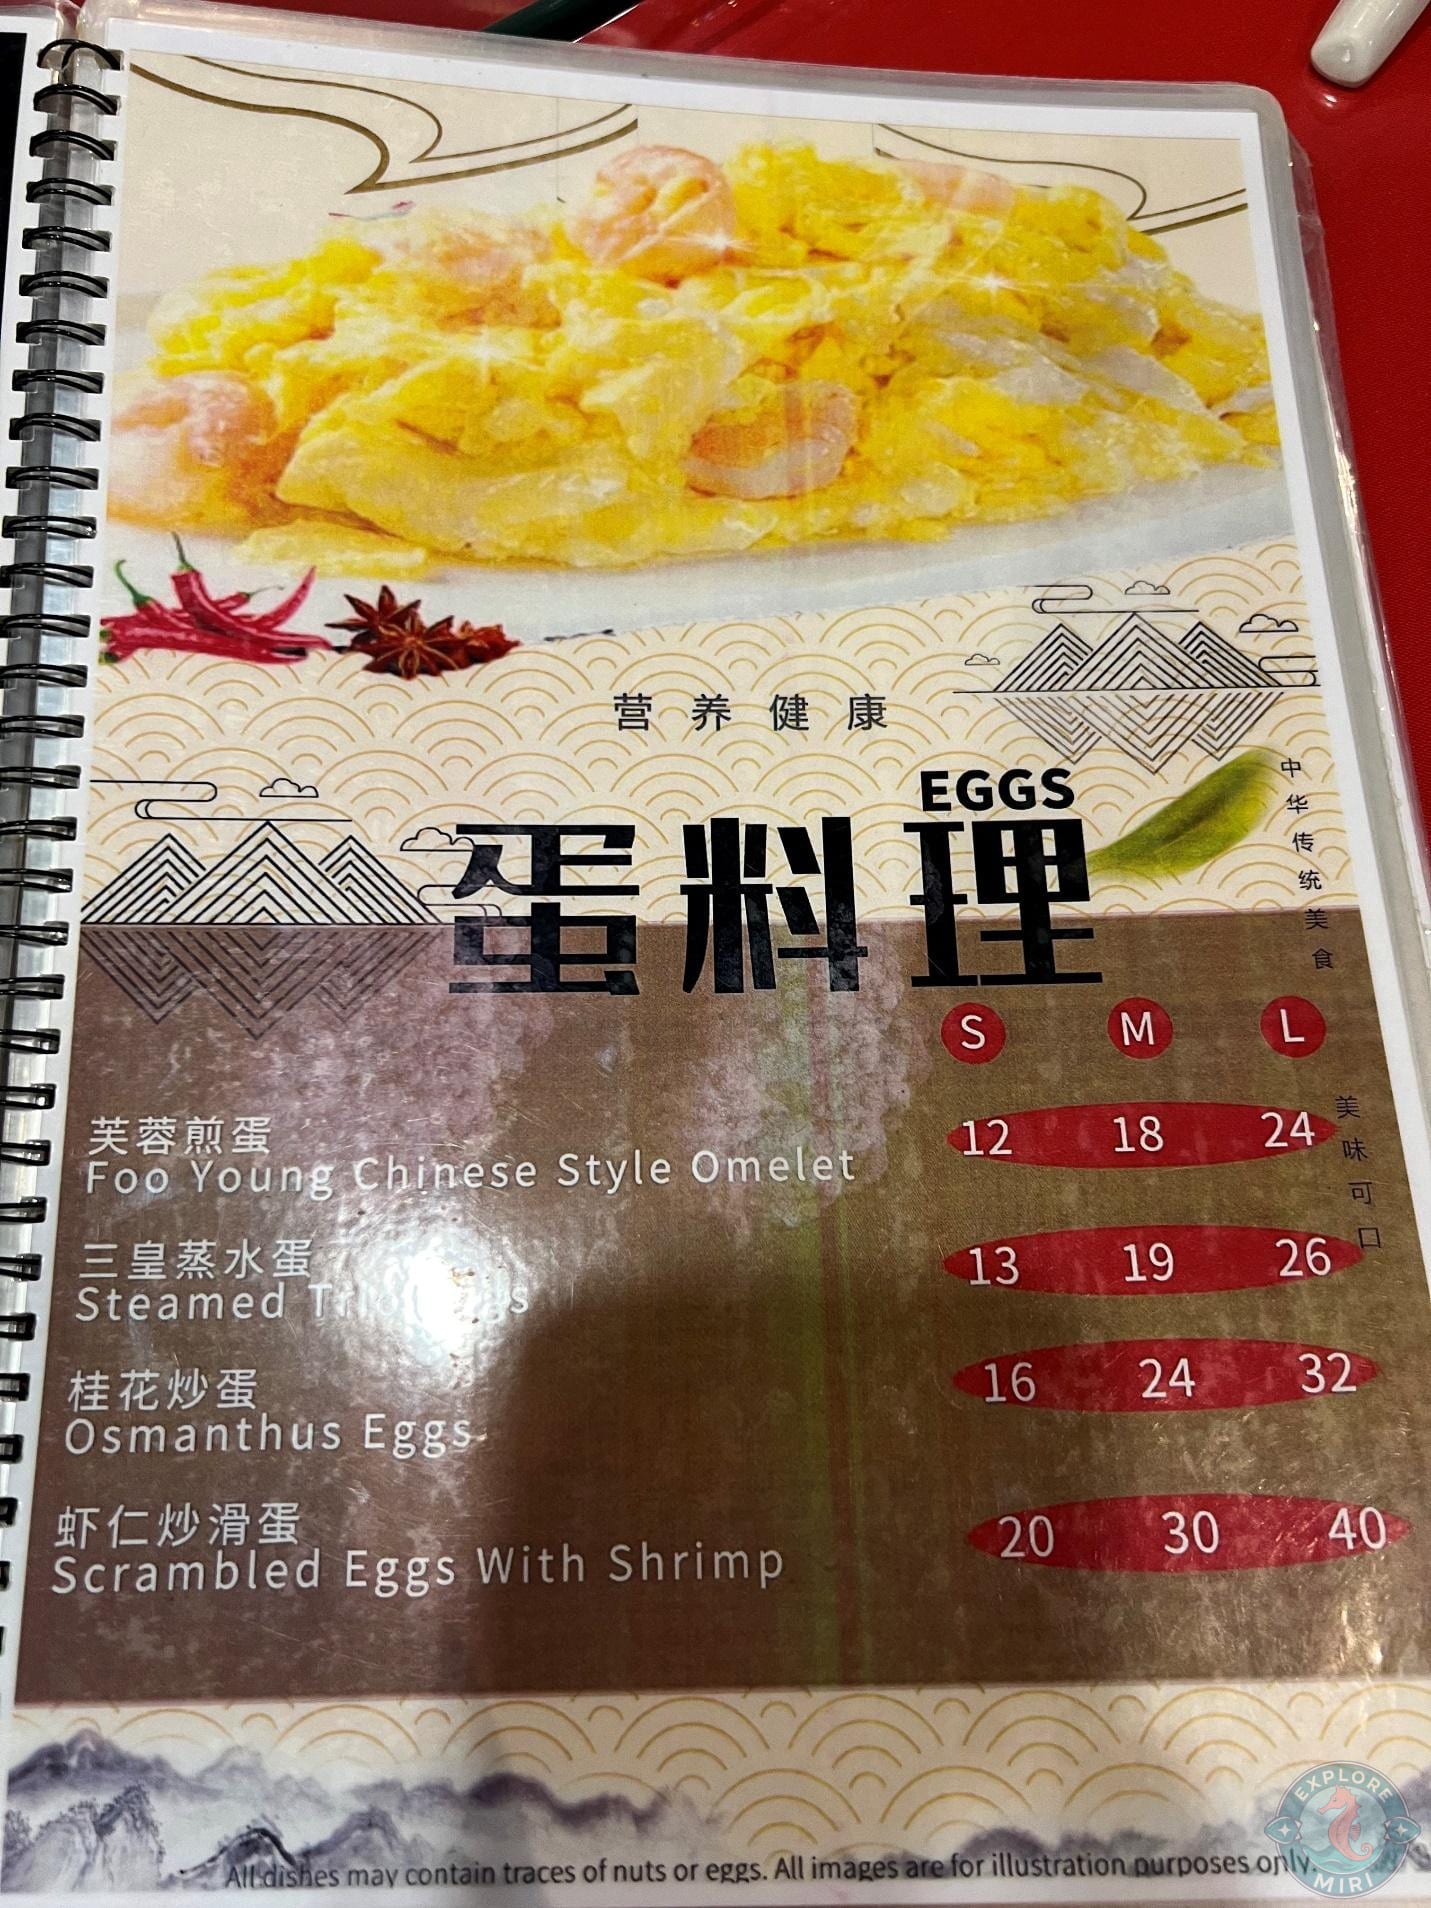 营养健康
EGGS
蛋料理
中华传统美食
S M L
美味可口
芙蓉煎蛋
Foo Young Chinese Style Omelet 12 18 24
三皇蒸水蛋
Steamed Trio Eggs 13 19 26
桂花炒蛋
Osmanthus Eggs 16 24 32
虾仁炒滑蛋
Scrambled Eggs With Shrimp 20 30 40
All dishes may contain traces of nuts or eggs. All images are for illustration purposes only.
EXPLORE
MIRI